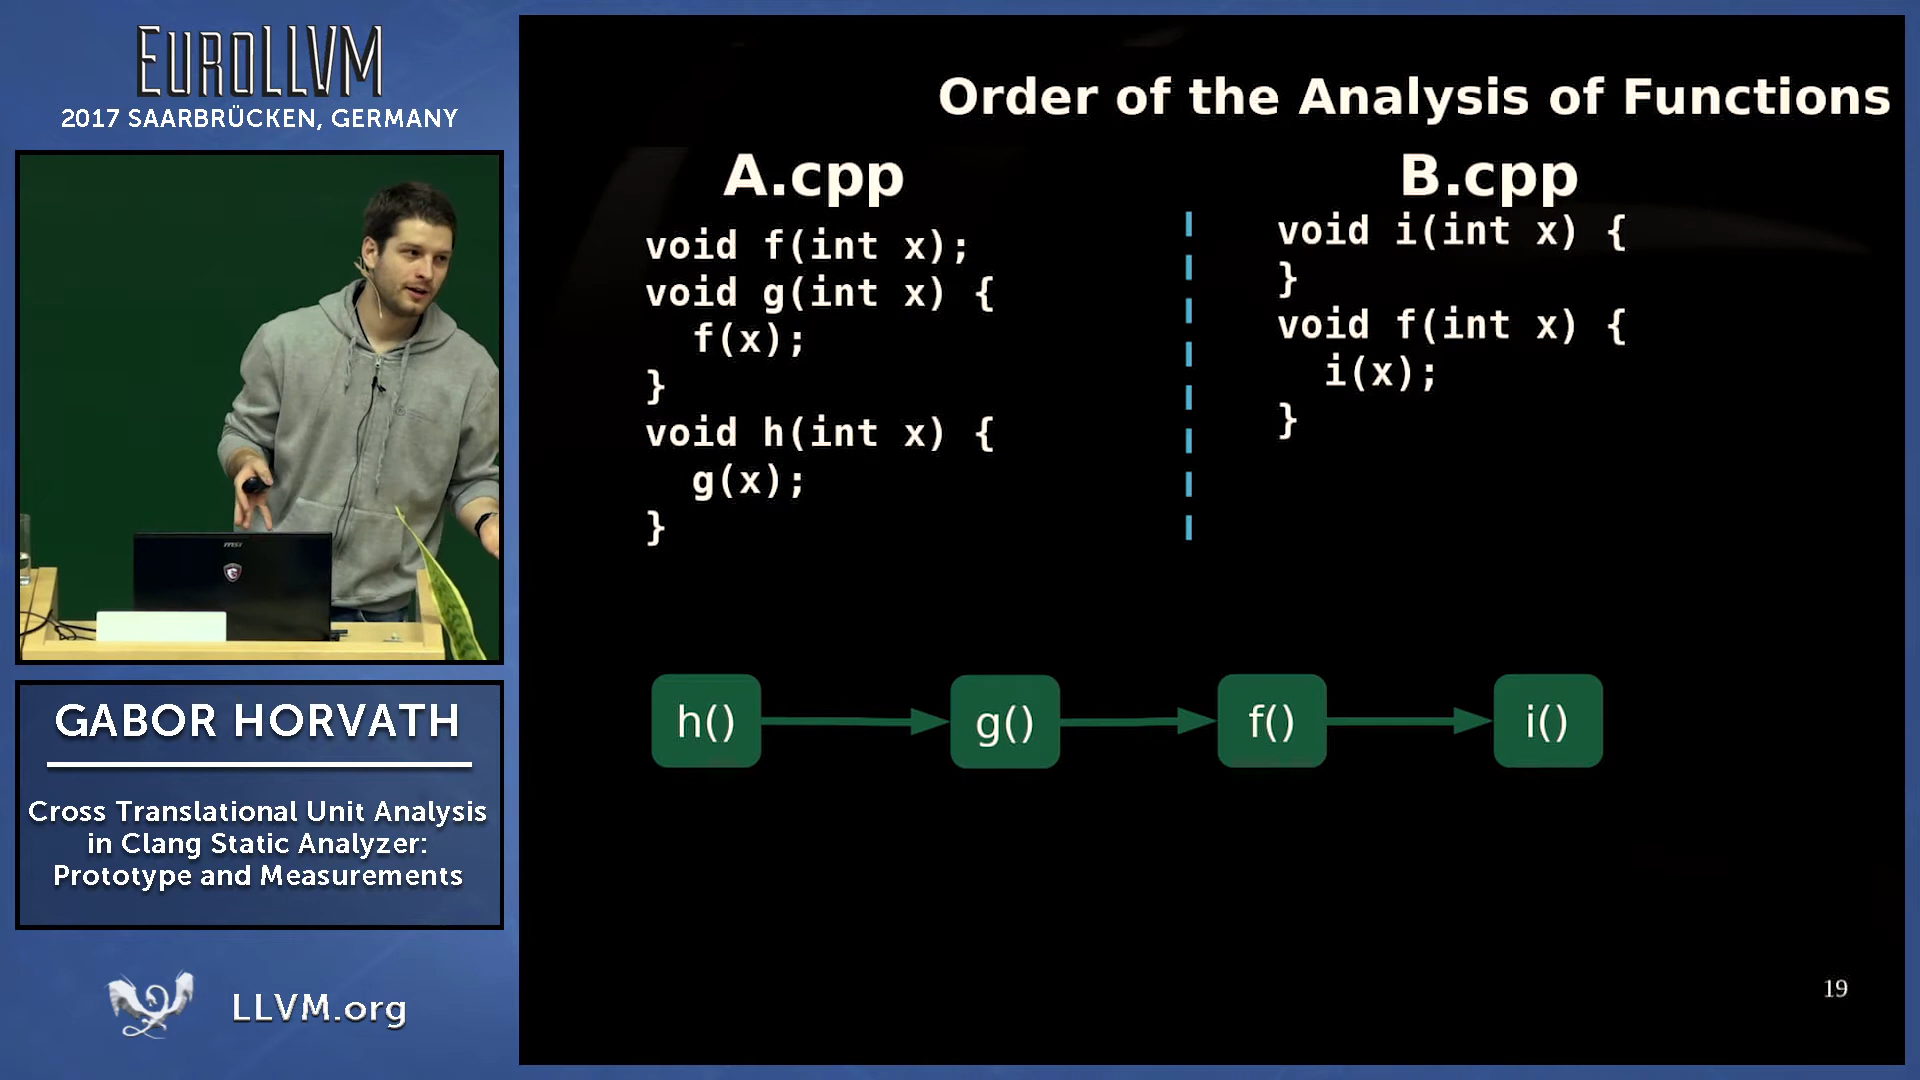 EUROLLVM
2017 SAARBRÜCKEN, GERMANY
msi
GABOR HORVATH
Cross Translational Unit Analysis
in Clang Static Analyzer:
Prototype and Measurements
LLVM.org
Order of the Analysis of Functions
A.cpp
void f(int x);
void g(int x) {
  f(x);
}
void h(int x) {
  g(x);
}
B.cpp
void i(int x) {
}
void f(int x) {
  i(x);
}
h()
g()
f()
i()
19